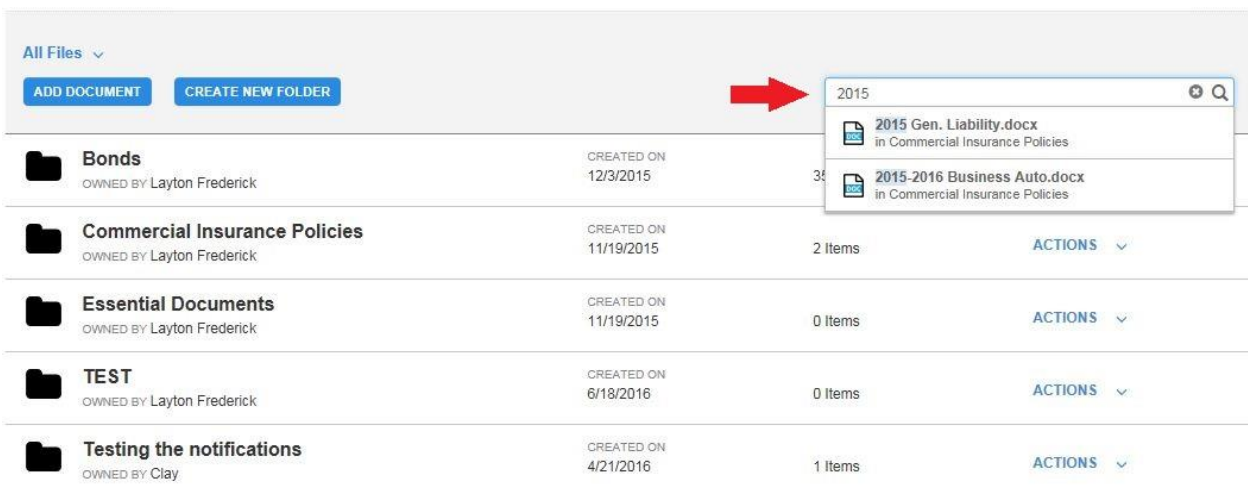 All Files
ADD DOCUMENT CREATE NEW FOLDER
2015
2015 Gen. Liability.docx
in Commercial Insurance Policies
2015-2016 Business Auto.docx
in Commercial Insurance Policies
Bonds
OWNED BY Layton Frederick
CREATED ON
12/3/2015
Commercial Insurance Policies
OWNED BY Layton Frederick
CREATED ON
11/19/2015
2 Items
ACTIONS
Essential Documents
OWNED BY Layton Frederick
CREATED ON
11/19/2015
0 Items
ACTIONS
TEST
OWNED BY Layton Frederick
CREATED ON
6/18/2016
0 Items
ACTIONS
Testing the notifications
OWNED BY Clay
CREATED ON
4/21/2016
1 Items
ACTIONS